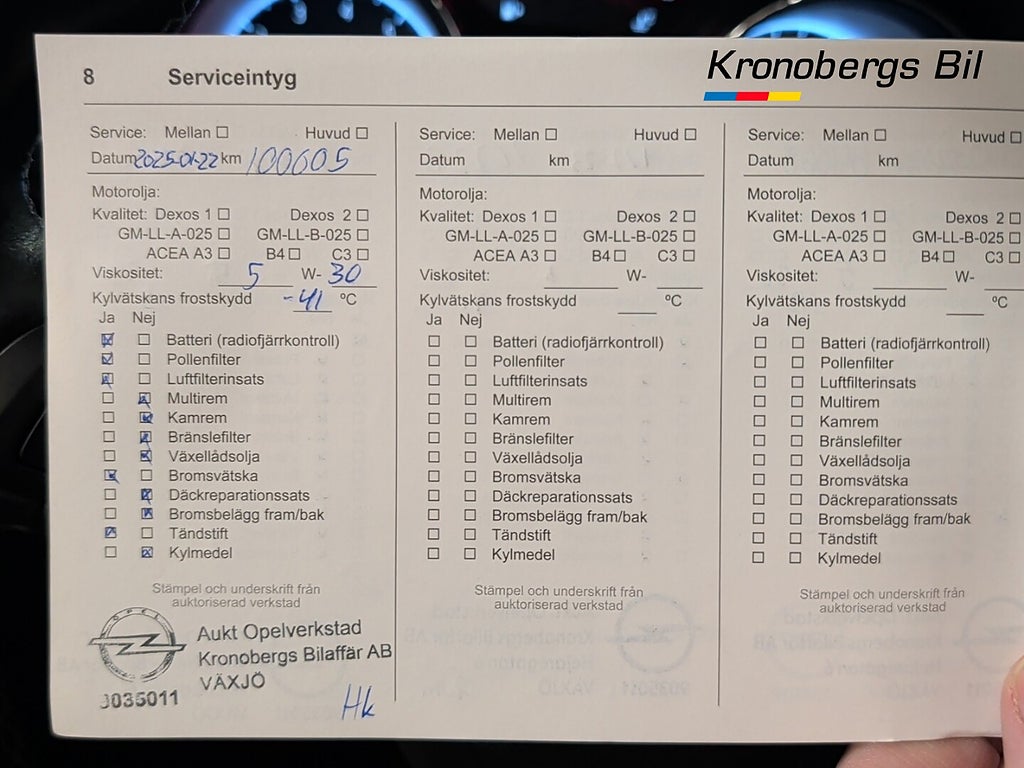 Kronobergs Bil
8 Serviceintyg
Service: Mellan ☐ Huvud ☐
Datum 2025-01-22 km 100605
Motorolja:
Kvalitet: Dexos 1 ☐ Dexos 2 ☐
GM-LL-A-025 ☐ GM-LL-B-025 ☐
ACEA A3 ☐ B4 ☐ C3 ☐
Viskositet: 5 W- 30
Kylvätskans frostskydd -41 ºC
Ja Nej
☒ ☐ Batteri (radiofjärrkontroll)
☒ ☐ Pollenfilter
☒ ☐ Luftfilterinsats
☐ ☒ Multirem
☐ ☒ Kamrem
☐ ☒ Bränslefilter
☐ ☒ Växellådsolja
☒ ☐ Bromsvätska
☐ ☒ Däckreparationssats
☐ ☒ Bromsbelägg fram/bak
☒ ☐ Tändstift
☐ ☒ Kylmedel
Stämpel och underskrift från
auktoriserad verkstad
OPEL
Aukt Opelverkstad
Kronobergs Bilaffär AB
VÄXJÖ
9035011
Hk
Service: Mellan ☐ Huvud ☐
Datum km
Motorolja:
Kvalitet: Dexos 1 ☐ Dexos 2 ☐
GM-LL-A-025 ☐ GM-LL-B-025 ☐
ACEA A3 ☐ B4 ☐ C3 ☐
Viskositet: W-
Kylvätskans frostskydd ºC
Ja Nej
☐ ☐ Batteri (radiofjärrkontroll)
☐ ☐ Pollenfilter
☐ ☐ Luftfilterinsats
☐ ☐ Multirem
☐ ☐ Kamrem
☐ ☐ Bränslefilter
☐ ☐ Växellådsolja
☐ ☐ Bromsvätska
☐ ☐ Däckreparationssats
☐ ☐ Bromsbelägg fram/bak
☐ ☐ Tändstift
☐ ☐ Kylmedel
Stämpel och underskrift från
auktoriserad verkstad
Service: Mellan ☐ Huvud ☐
Datum km
Motorolja:
Kvalitet: Dexos 1 ☐ Dexos 2 ☐
GM-LL-A-025 ☐ GM-LL-B-025 ☐
ACEA A3 ☐ B4 ☐ C3 ☐
Viskositet: W-
Kylvätskans frostskydd ºC
Ja Nej
☐ ☐ Batteri (radiofjärrkontroll)
☐ ☐ Pollenfilter
☐ ☐ Luftfilterinsats
☐ ☐ Multirem
☐ ☐ Kamrem
☐ ☐ Bränslefilter
☐ ☐ Växellådsolja
☐ ☐ Bromsvätska
☐ ☐ Däckreparationssats
☐ ☐ Bromsbelägg fram/bak
☐ ☐ Tändstift
☐ ☐ Kylmedel
Stämpel och underskrift från
auktoriserad verkstad